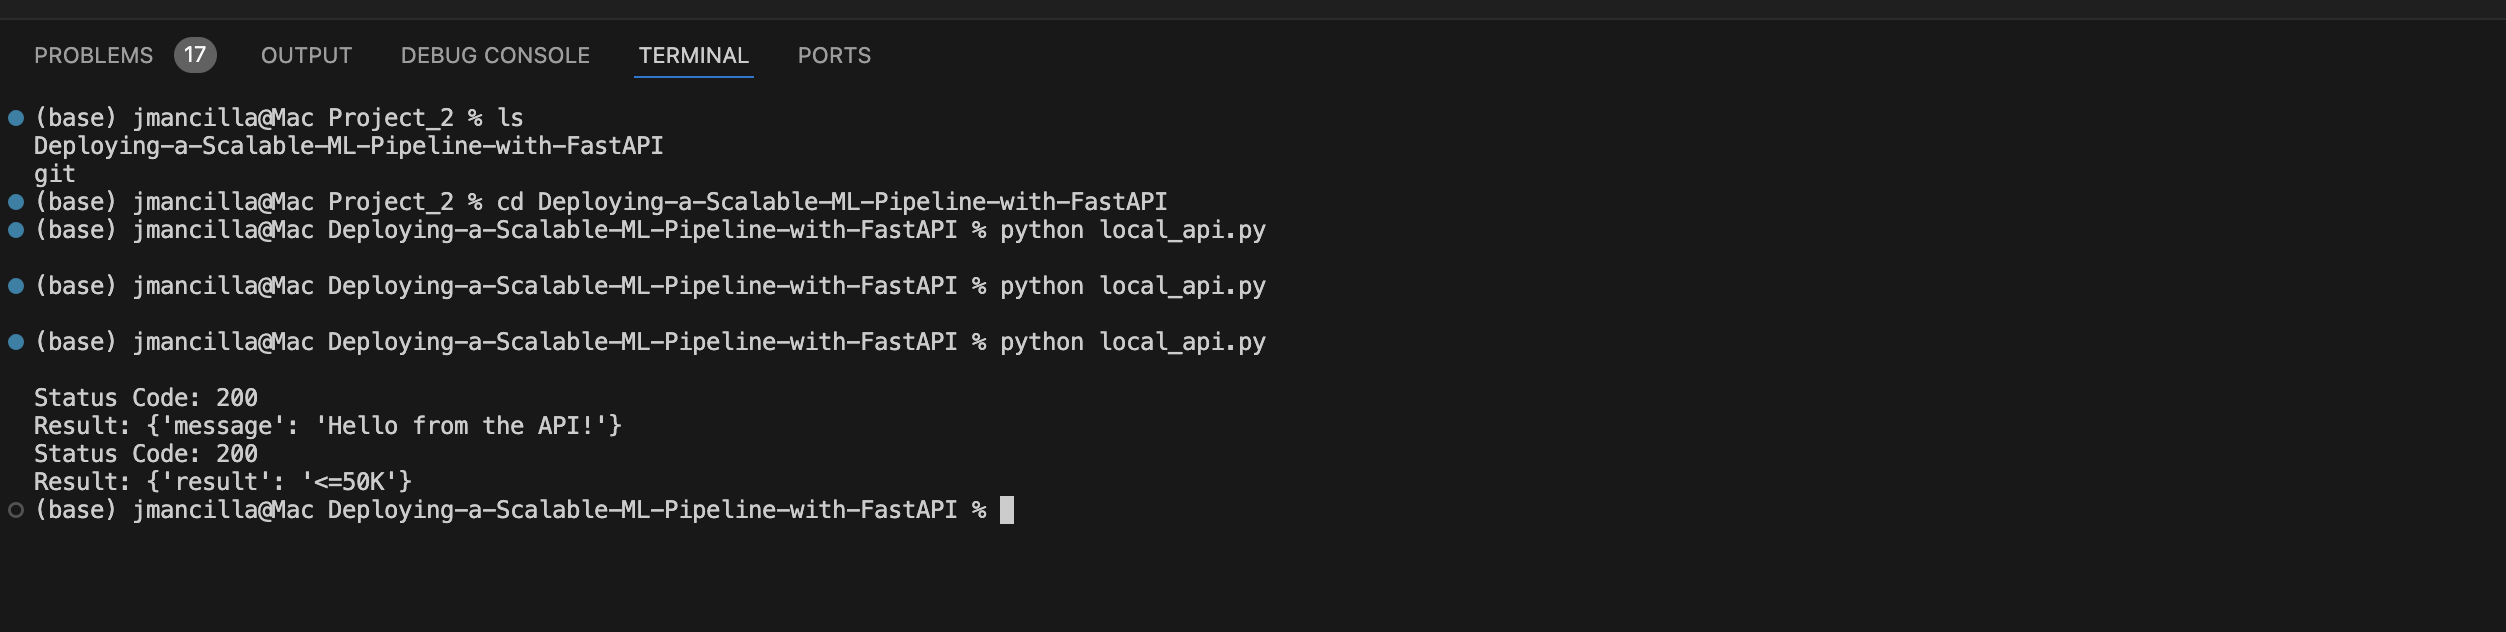 PROBLEMS 17 OUTPUT DEBUG CONSOLE TERMINAL PORTS
(base) jmancilla@Mac Project_2 % ls
Deploying-a-Scalable-ML-Pipeline-with-FastAPI
git
(base) jmancilla@Mac Project_2 % cd Deploying-a-Scalable-ML-Pipeline-with-FastAPI
(base) jmancilla@Mac Deploying-a-Scalable-ML-Pipeline-with-FastAPI % python local_api.py
(base) jmancilla@Mac Deploying-a-Scalable-ML-Pipeline-with-FastAPI % python local_api.py
(base) jmancilla@Mac Deploying-a-Scalable-ML-Pipeline-with-FastAPI % python local_api.py
Status Code: 200
Result: {'message': 'Hello from the API!'}
Status Code: 200
Result: {'result': '<=50K'}
(base) jmancilla@Mac Deploying-a-Scalable-ML-Pipeline-with-FastAPI %